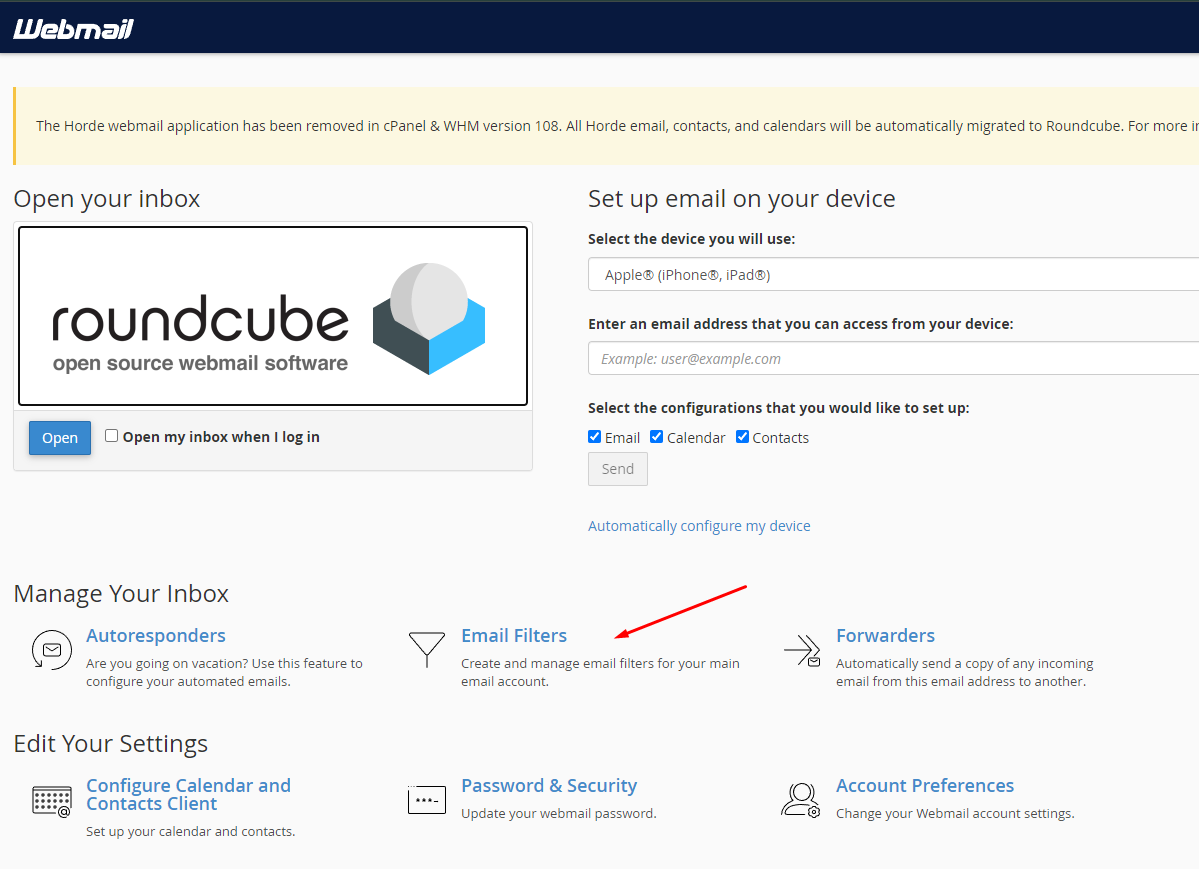 Webmail
The Horde webmail application has been removed in cPanel & WHM version 108. All Horde email, contacts, and calendars will be automatically migrated to Roundcube. For more
Open your inbox
roundcube
open source webmail software
Open
Open my inbox when I log in
Set up email on your device
Select the device you will use:
Apple® (iPhone®, iPad®)
Enter an email address that you can access from your device:
Example: user@example.com
Select the configurations that you would like to set up:
Email Calendar Contacts
Send
Automatically configure my device
Manage Your Inbox
Autoresponders
Are you going on vacation? Use this feature to
configure your automated emails.
Email Filters
Create and manage email filters for your main
email account.
Forwarders
Automatically send a copy of any incoming
email from this email address to another.
Edit Your Settings
Configure Calendar and
Contacts Client
Set up your calendar and contacts.
Password & Security
Update your webmail password.
Account Preferences
Change your Webmail account settings.